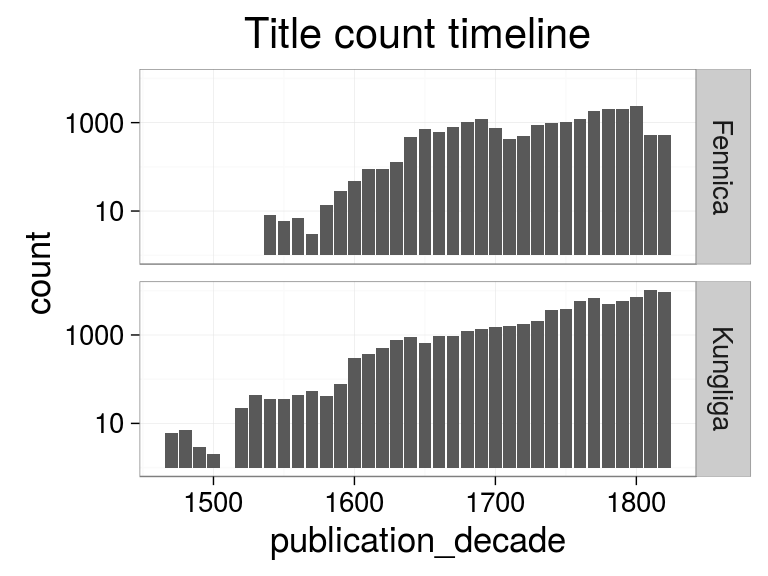 Title count timeline
1000
10
Fennica
count
1000
10
Kungliga
1500 1600 1700 1800
publication_decade